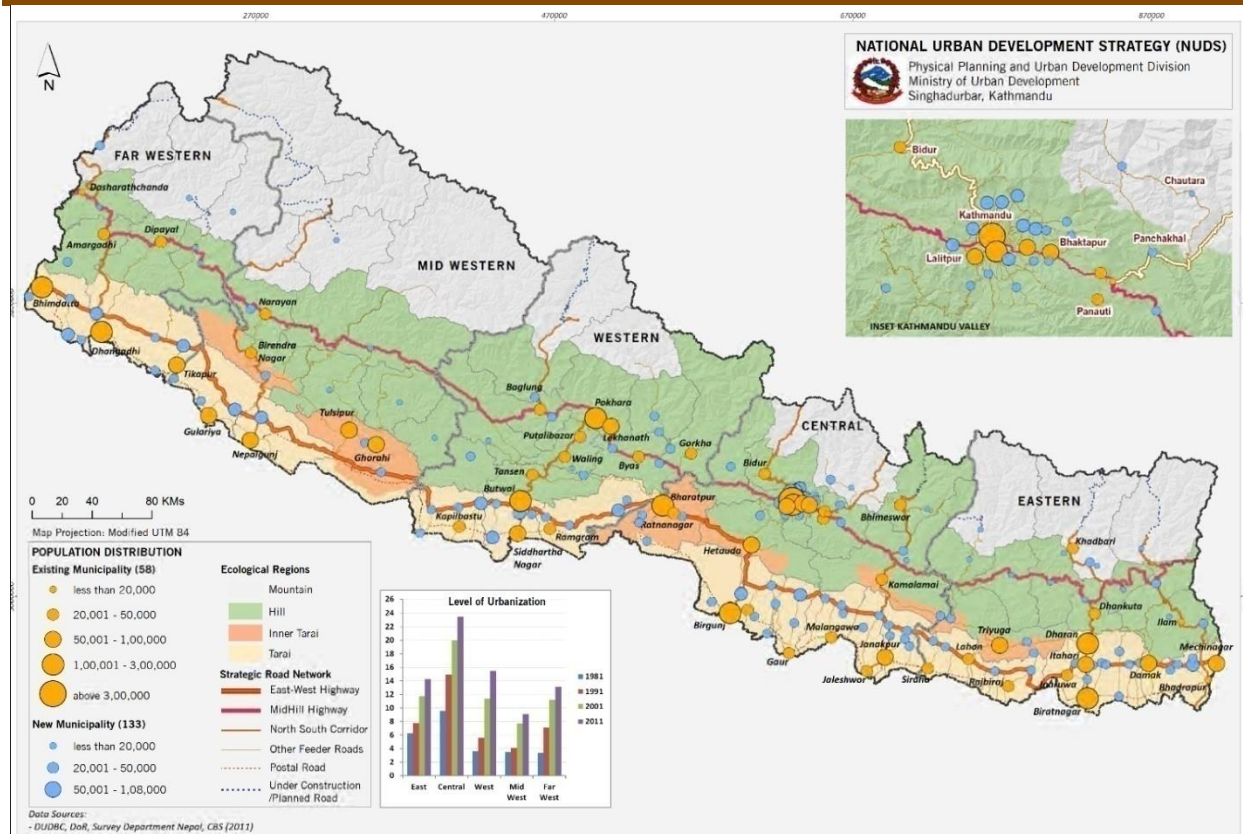 270000
470000
670000
870000
NATIONAL URBAN DEVELOPMENT STRATEGY (NUDS)
Physical Planning and Urban Development Division
Ministry of Urban Development
Singhadurbar, Kathmandu
N
FAR WESTERN
MID WESTERN
WESTERN
CENTRAL
EASTERN
Bidur
Chautara
Kathmandu
Bhaktapur
Panchakhal
Lalitpur
Panauti
INSET KATHMANDU VALLEY
Dasharathchanda
Amargadhi
Dipayal
Bhimdatta
Dhangadhi
Tikapur
Narayan
Birendra
Nagar
Gulariya
Nepalgunj
Tulsipur
Ghorahi
Baglung
Pokhara
Lekhanath
Putalibazar
Waling
Byas
Gorkha
Tansen
Butwal
Kapilbastu
Siddhartha
Nagar
Ramgram
Bharatpur
Ratnanagar
Bidur
Bhimeswar
Hetauda
Kamalamai
Khadbari
Birgunj
Malangawa
Gaur
Janakpur
Jaleshwor
Siraha
Lahan
Triyuga
Rajbiraj
Dhankuta
Ilam
Dharan
Itahari
Mechinagar
Inaruwa
Damak
Bhadrapur
Biratnagar
0 20 40 80 KMs
Map Projection: Modified UTM 84
POPULATION DISTRIBUTION
Existing Municipality (58)
less than 20,000
20,001 - 50,000
50,001 - 1,00,000
1,00,001 - 3,00,000
above 3,00,000
New Municipality (133)
less than 20,000
20,001 - 50,000
50,001 - 1,08,000
Ecological Regions
Mountain
Hill
Inner Tarai
Tarai
Strategic Road Network
East-West Highway
MidHill Highway
North South Corridor
Other Feeder Roads
Postal Road
Under Construction
/Planned Road
Level of Urbanization
26
24
22
20
18
16
14
12
10
8
6
4
2
0
East
Central
West
Mid
West
Far
West
1981
1991
2001
2011
Data Sources:
- DUDBC, DoR, Survey Department Nepal, CBS (2011)